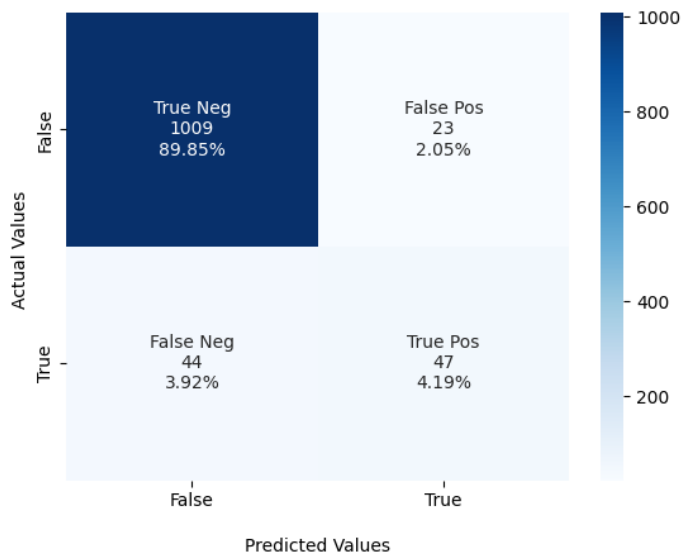 True Neg
1009
89.85%
False Pos
23
2.05%
False Neg
44
3.92%
True Pos
47
4.19%
False
True
Actual Values
False
True
Predicted Values
1000
800
600
400
200